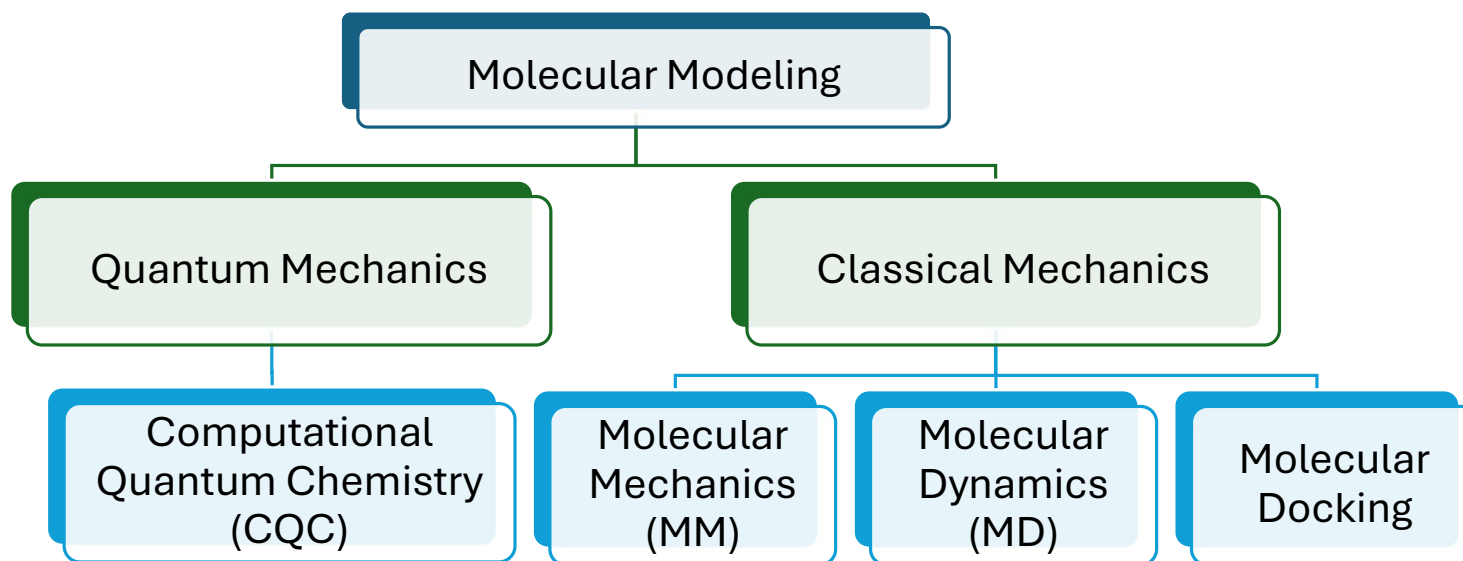 Molecular Modeling
Quantum Mechanics
Classical Mechanics
Computational
Quantum Chemistry
(CQC)
Molecular
Mechanics
(MM)
Molecular
Dynamics
(MD)
Molecular
Docking